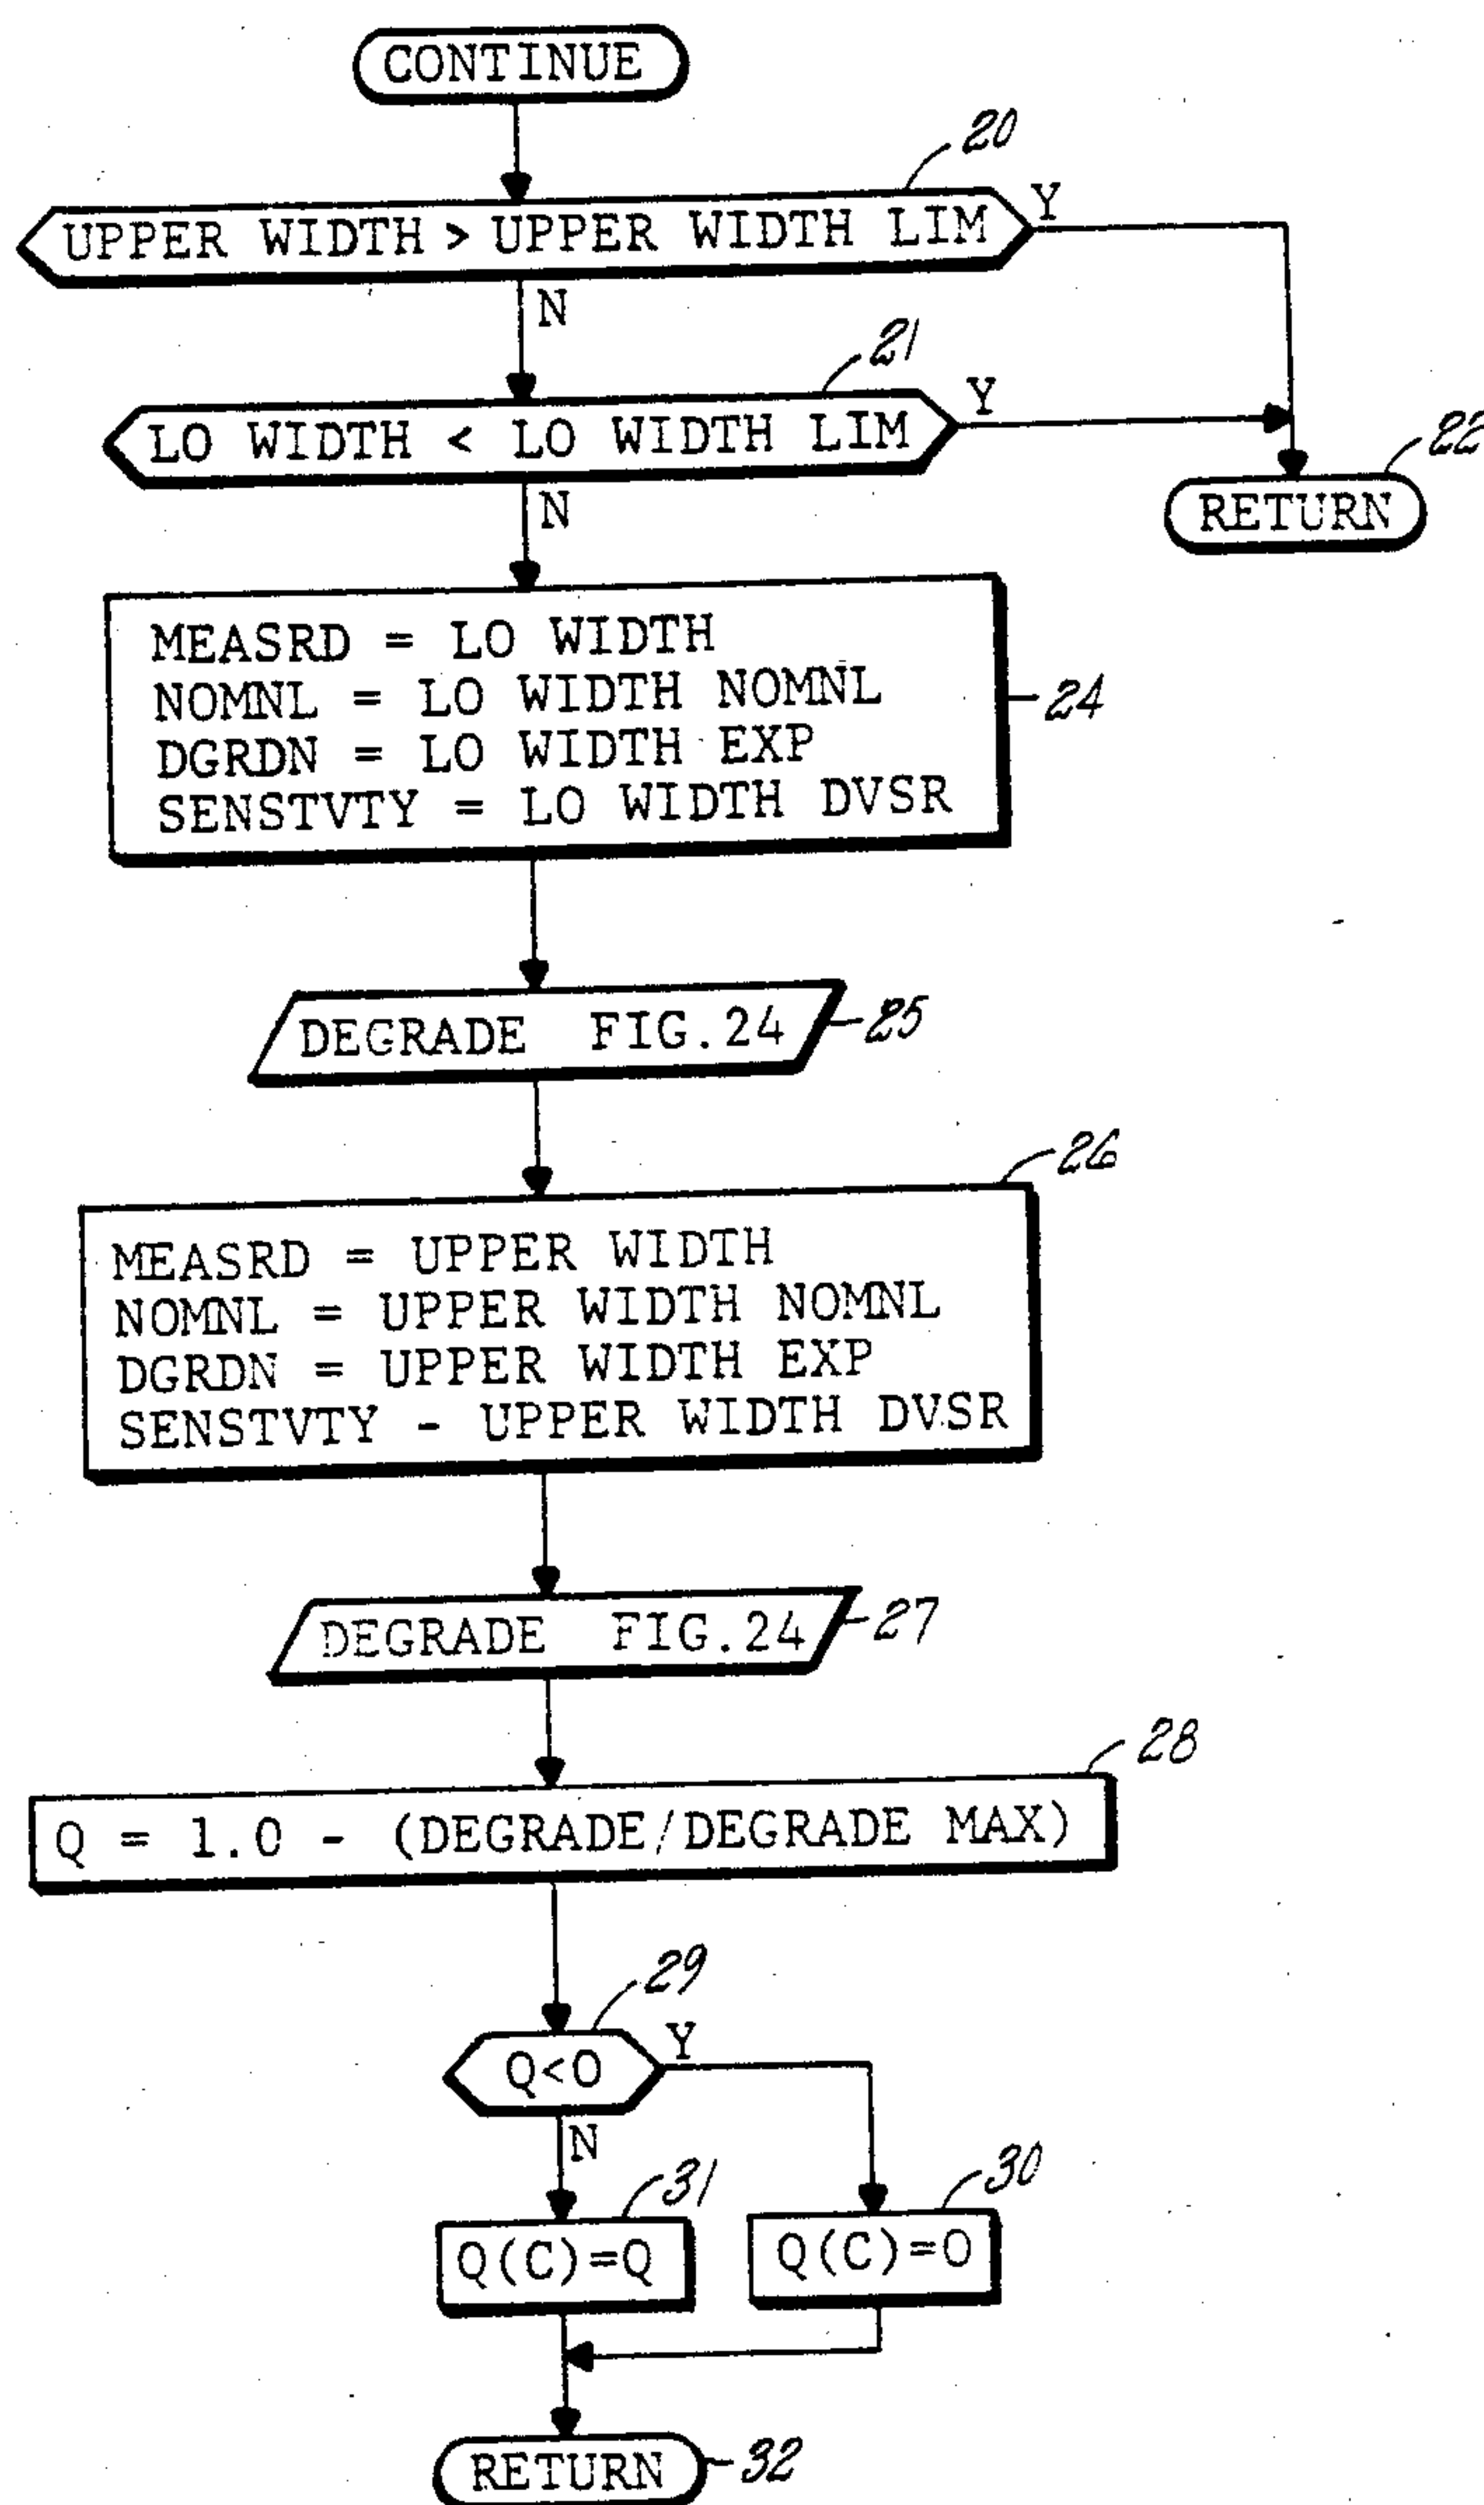 CONTINUE
20
UPPER WIDTH > UPPER WIDTH LIM
Y
N
21
LO WIDTH < LO WIDTH LIM
Y
22
RETURN
N
MEASRD = LO WIDTH
NOMNL = LO WIDTH NOMNL
DGRDN = LO WIDTH EXP
SENSTVTY = LO WIDTH DVSR
24
DEGRADE FIG.24
25
26
MEASRD = UPPER WIDTH
NOMNL = UPPER WIDTH NOMNL
DGRDN = UPPER WIDTH EXP
SENSTVTY - UPPER WIDTH DVSR
DEGRADE FIG.24
27
28
Q = 1.0 - (DEGRADE/DEGRADE MAX)
29
Q<0
Y
N
31
30
Q(C)=Q
Q(C)=0
RETURN
32